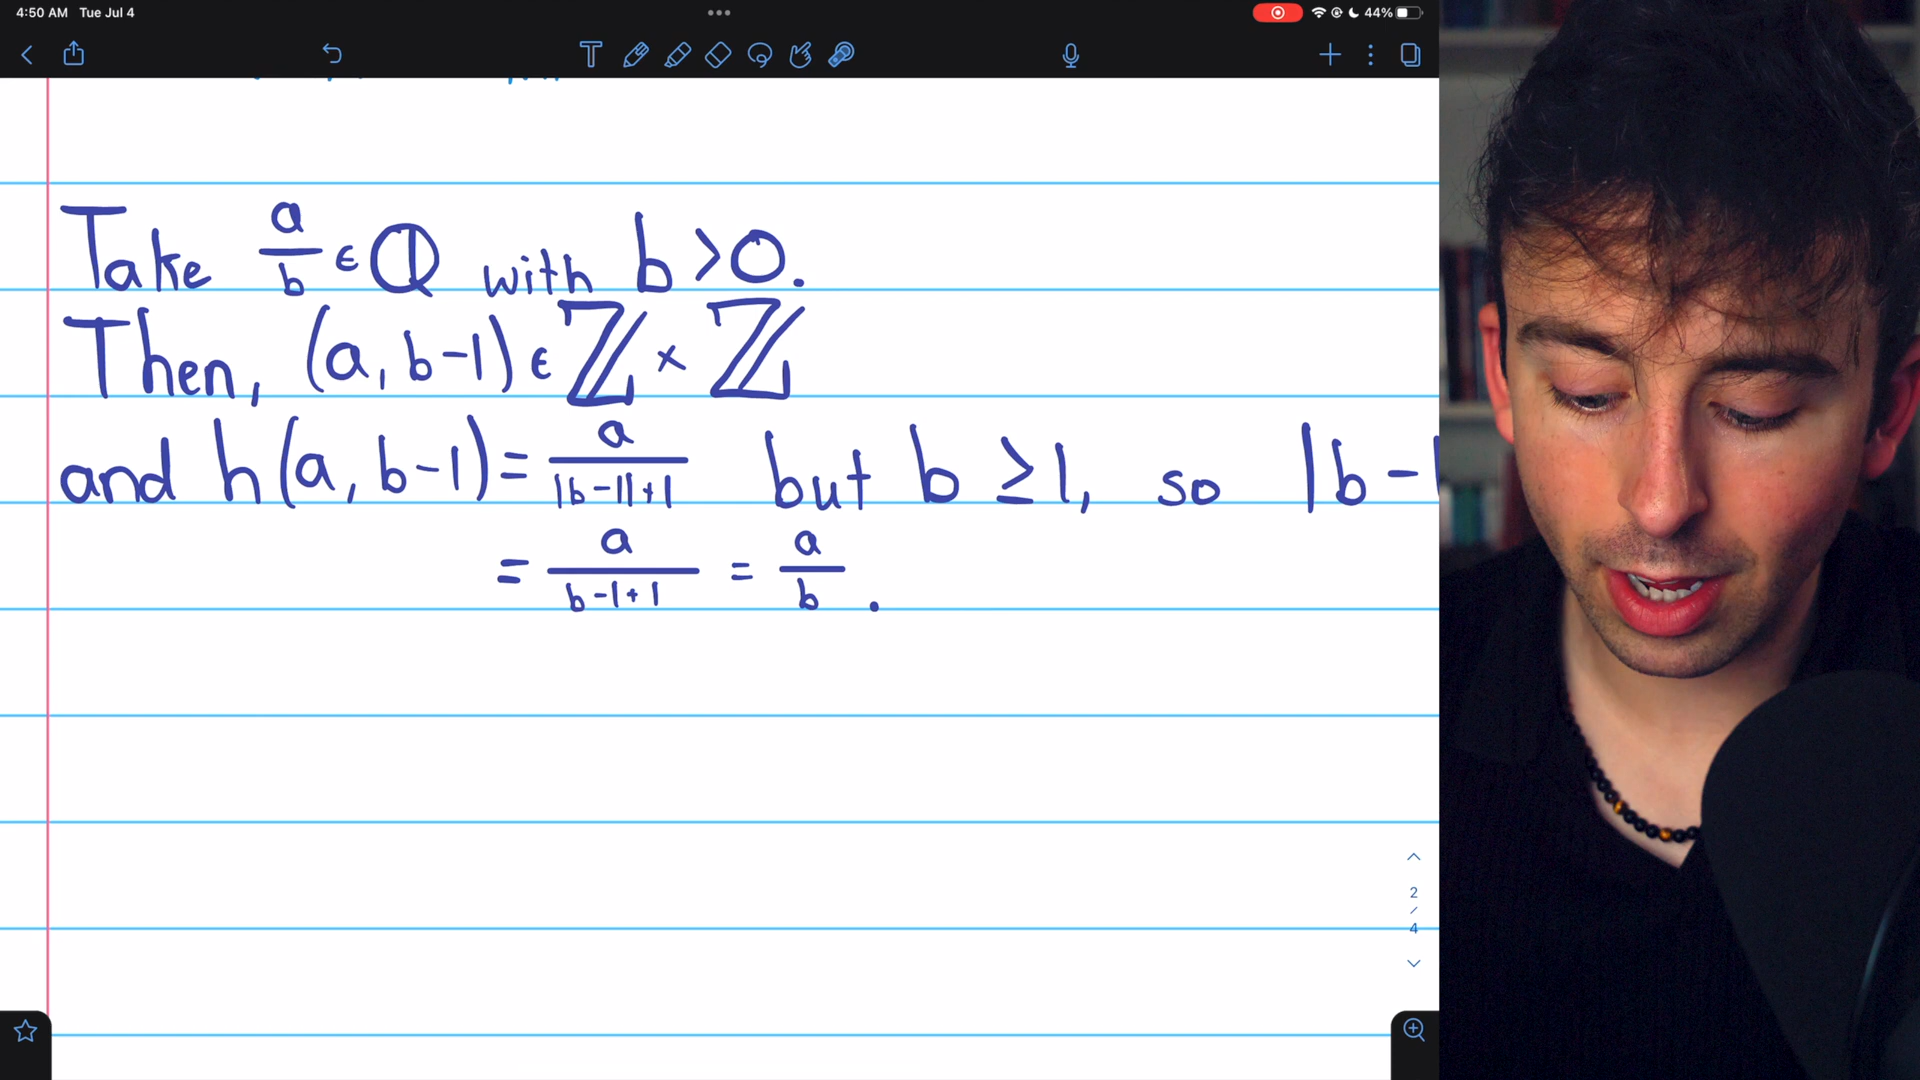 4:50 AM Tue Jul 4
44%
Take a/b ∈ ℚ with b > 0.
Then, (a, b-1) ∈ ℤ × ℤ
and h(a, b-1) = a/(|b-1|+1) but b ≥ 1, so |b-
= a/(b-1+1) = a/b.
2
/
4